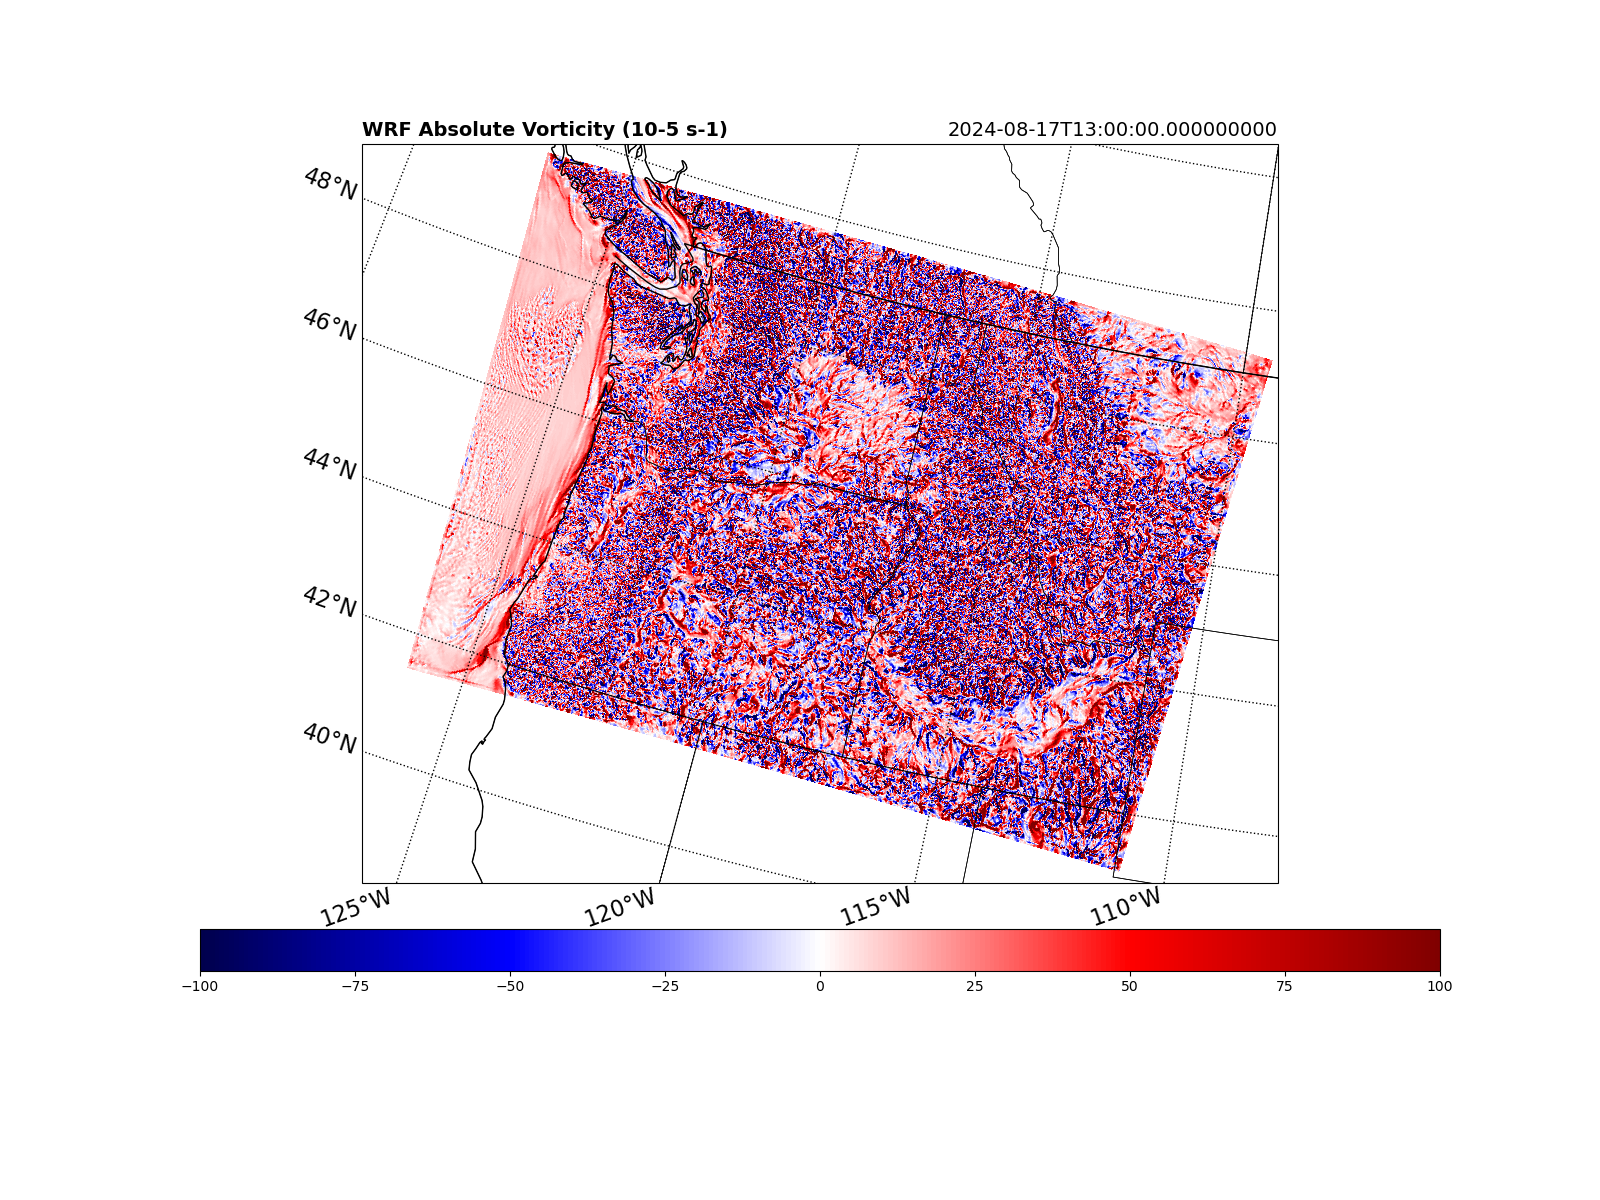 WRF Absolute Vorticity (10-5 s-1)
2024-08-17T13:00:00.000000000
48°N
46°N
44°N
42°N
40°N
125°W
120°W
115°W
110°W
−100
−75
−50
−25
0
25
50
75
100